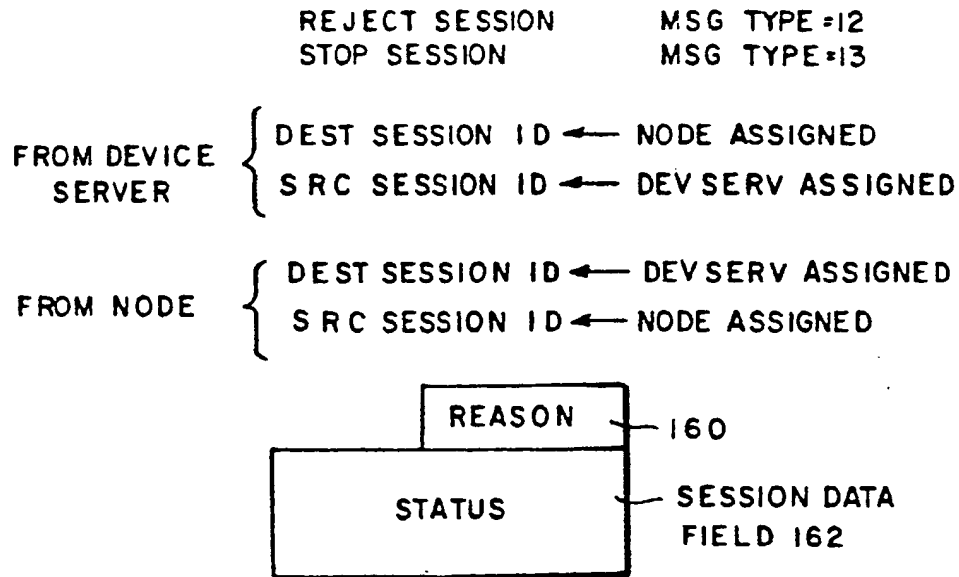 REJECT SESSION MSG TYPE=12
STOP SESSION MSG TYPE=13
FROM DEVICE SERVER
DEST SESSION ID ← NODE ASSIGNED
SRC SESSION ID ← DEV SERV ASSIGNED
FROM NODE
DEST SESSION ID ← DEV SERV ASSIGNED
SRC SESSION ID ← NODE ASSIGNED
REASON
160
STATUS
SESSION DATA
FIELD 162